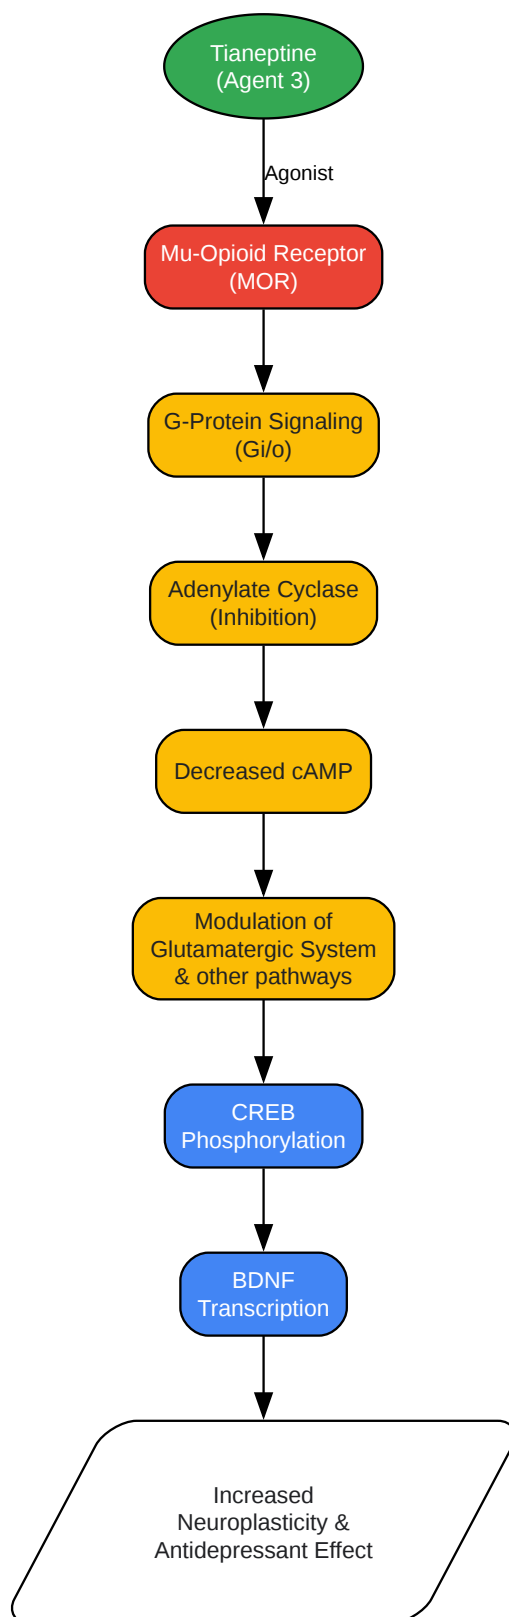 Tianeptine
(Agent 3)
Agonist
Mu-Opioid Receptor
(MOR)
G-Protein Signaling
(Gi/o)
Adenylate Cyclase
(Inhibition)
Decreased cAMP
Modulation of
Glutamatergic System
& other pathways
CREB
Phosphorylation
BDNF
Transcription
Increased
Neuroplasticity &
Antidepressant Effect